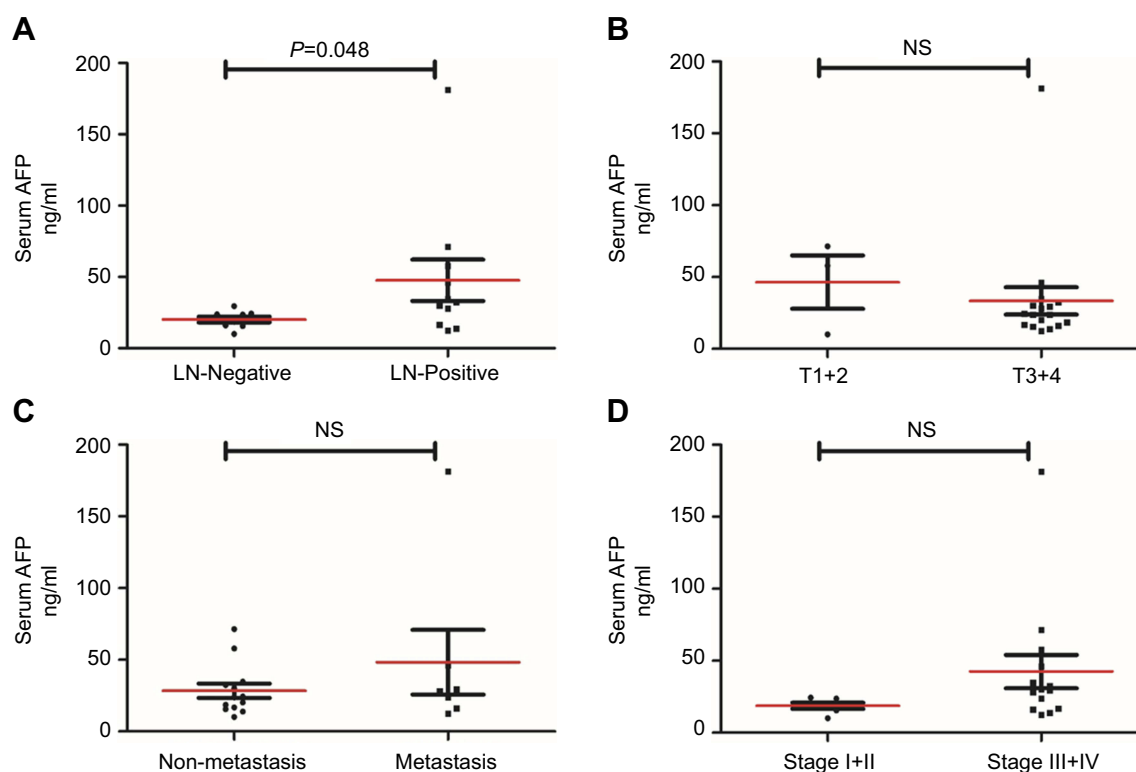 A
P=0.048
200
150
100
50
0
Serum AFP
ng/ml
LN-Negative
LN-Positive
B
NS
200
150
100
50
0
Serum AFP
ng/ml
T1+2
T3+4
C
NS
200
150
100
50
0
Serum AFP
ng/ml
Non-metastasis
Metastasis
D
NS
200
150
100
50
0
Serum AFP
ng/ml
Stage I+II
Stage III+IV